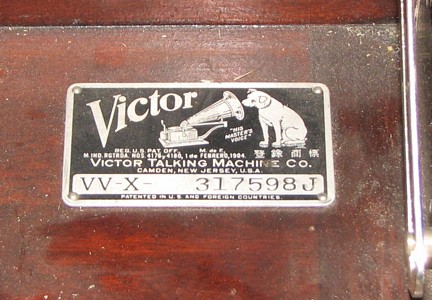 Victor
"HIS
MASTER'S
VOICE"
REG. U.S. PAT. OFF. M. de F.
登錄商標
M. IND. RGTRDA. NOS. 4176 y 4180, 1 de FEBRERO, 1904.
VICTOR TALKING MACHINE CO.
CAMDEN, NEW JERSEY, U.S.A.
VV-X- 317598J
PATENTED IN U.S. AND FOREIGN COUNTRIES.